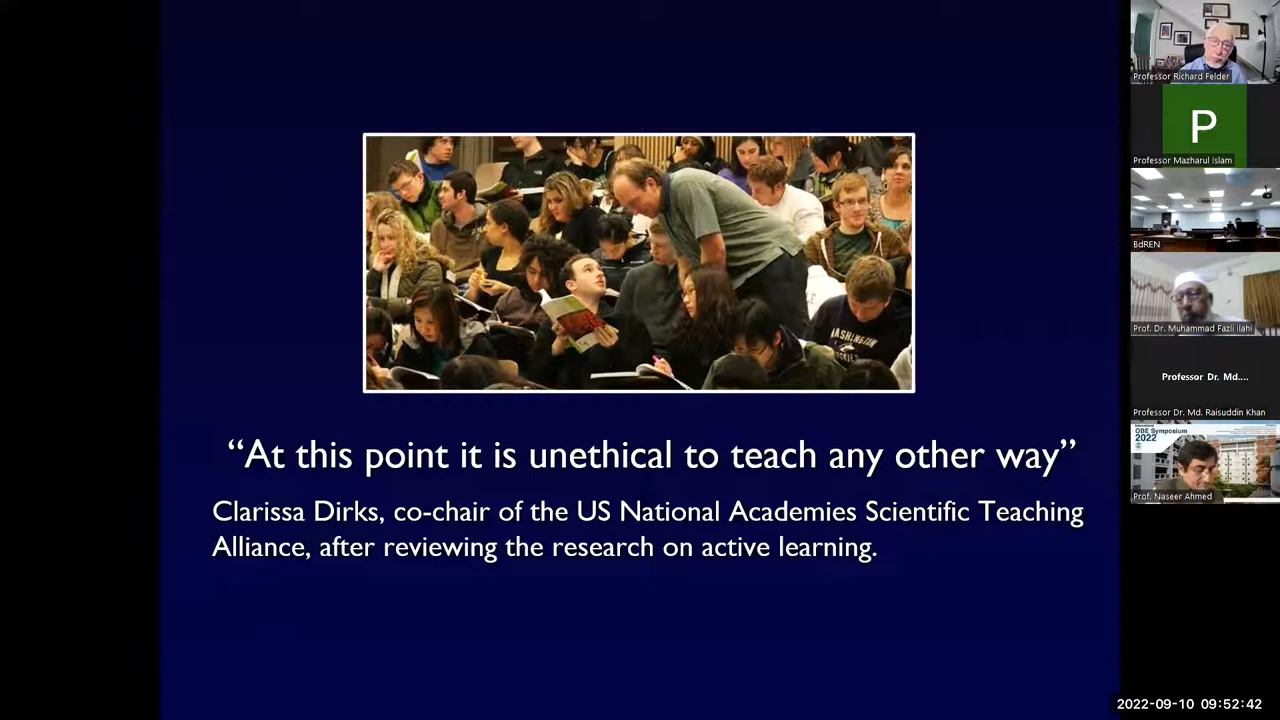 “At this point it is unethical to teach any other way”
Clarissa Dirks, co-chair of the US National Academies Scientific Teaching
Alliance, after reviewing the research on active learning.
WASHINGTON
HUSKIES
Professor Richard Felder
P
Professor Mazharul Islam
BdREN
Prof. Dr. Muhammad Fazli Ilahi
Professor Dr. Md....
Professor Dr. Md. Raisuddin Khan
International
OBE Symposium
2022
Prof. Naseer Ahmed
2022-09-10 09:52:42